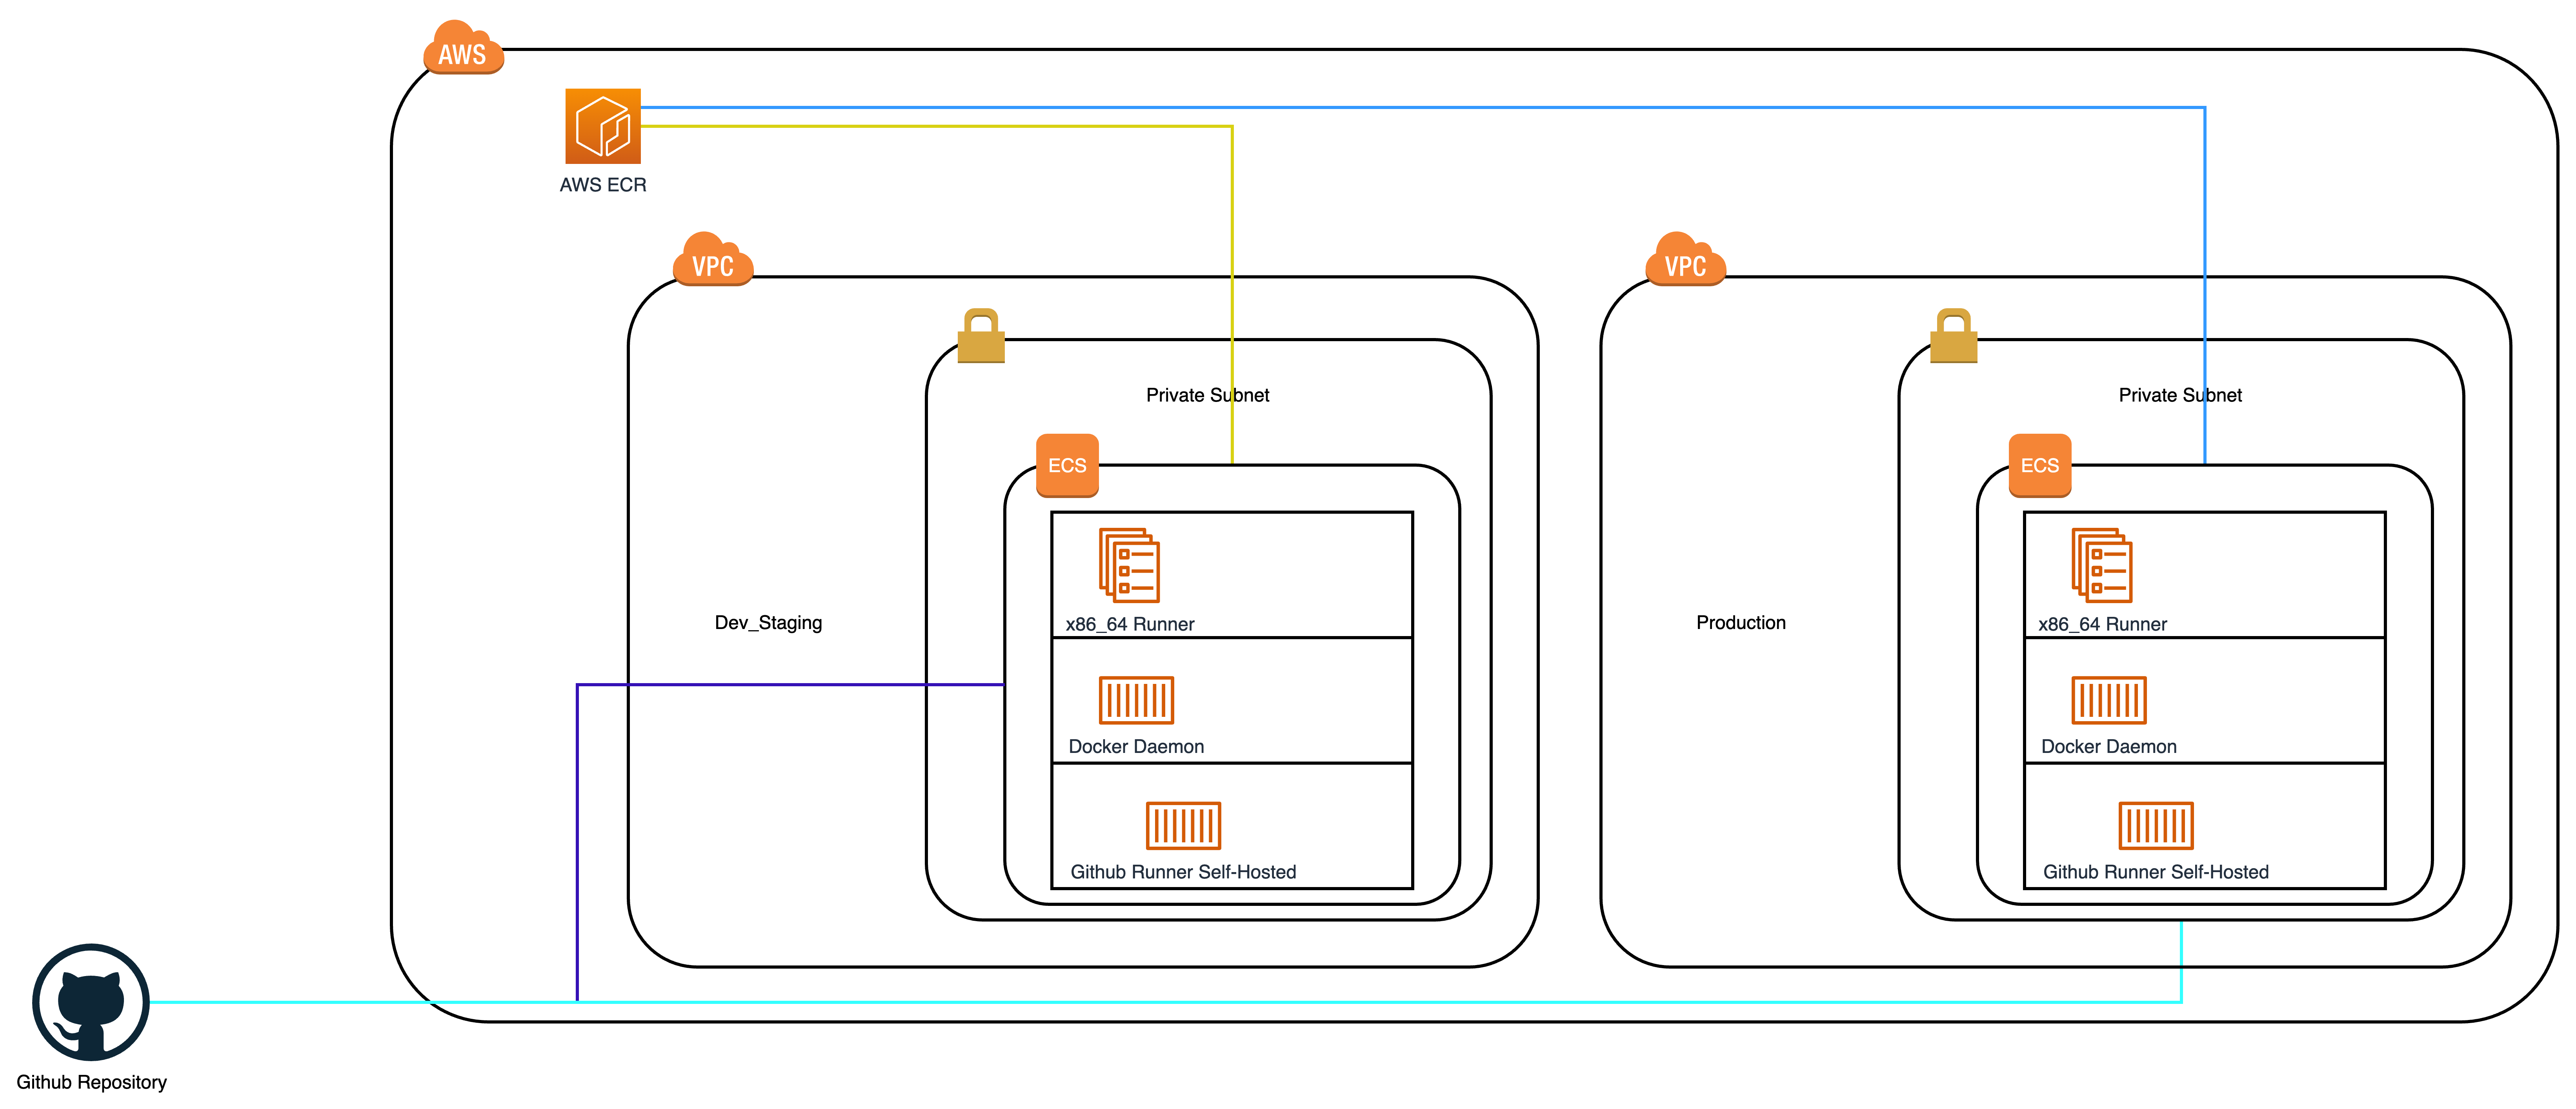 AWS
AWS ECR
VPC
VPC
Private Subnet
Private Subnet
ECS
ECS
x86_64 Runner
x86_64 Runner
Dev_Staging
Production
Docker Daemon
Docker Daemon
Github Runner Self-Hosted
Github Runner Self-Hosted
Github Repository